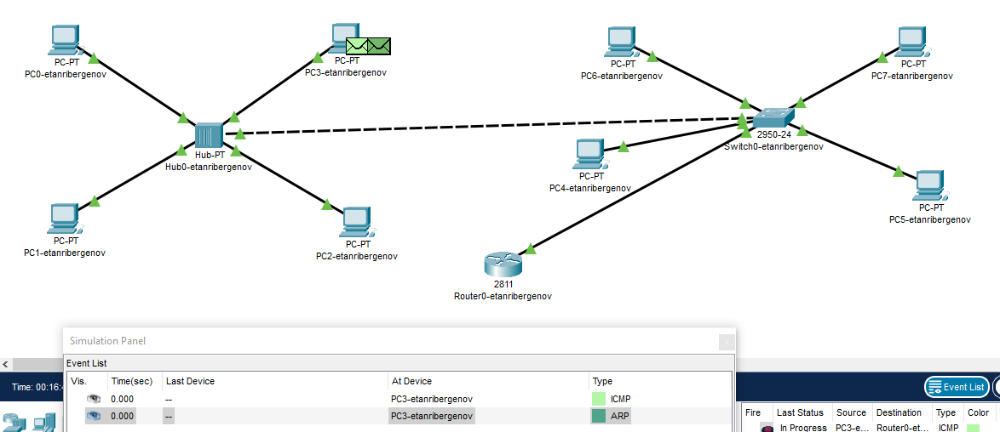 PC-PT
PC0-etanribergenov
PC-PT
PC3-etanribergenov
PC-PT
PC6-etanribergenov
PC-PT
PC7-etanribergenov
Hub-PT
Hub0-etanribergenov
2950-24
Switch0-etanribergenov
PC-PT
PC4-etanribergenov
PC-PT
PC5-etanribergenov
PC-PT
PC1-etanribergenov
PC-PT
PC2-etanribergenov
2811
Router0-etanribergenov
Simulation Panel
x
Event List
Vis. Time(sec) Last Device At Device Type
0.000 -- PC3-etanribergenov ICMP
0.000 -- PC3-etanribergenov ARP
Time: 00:16:4
Event List
Fire Last Status Source Destination Type Color
In Progress PC3-e... Router0-et... ICMP